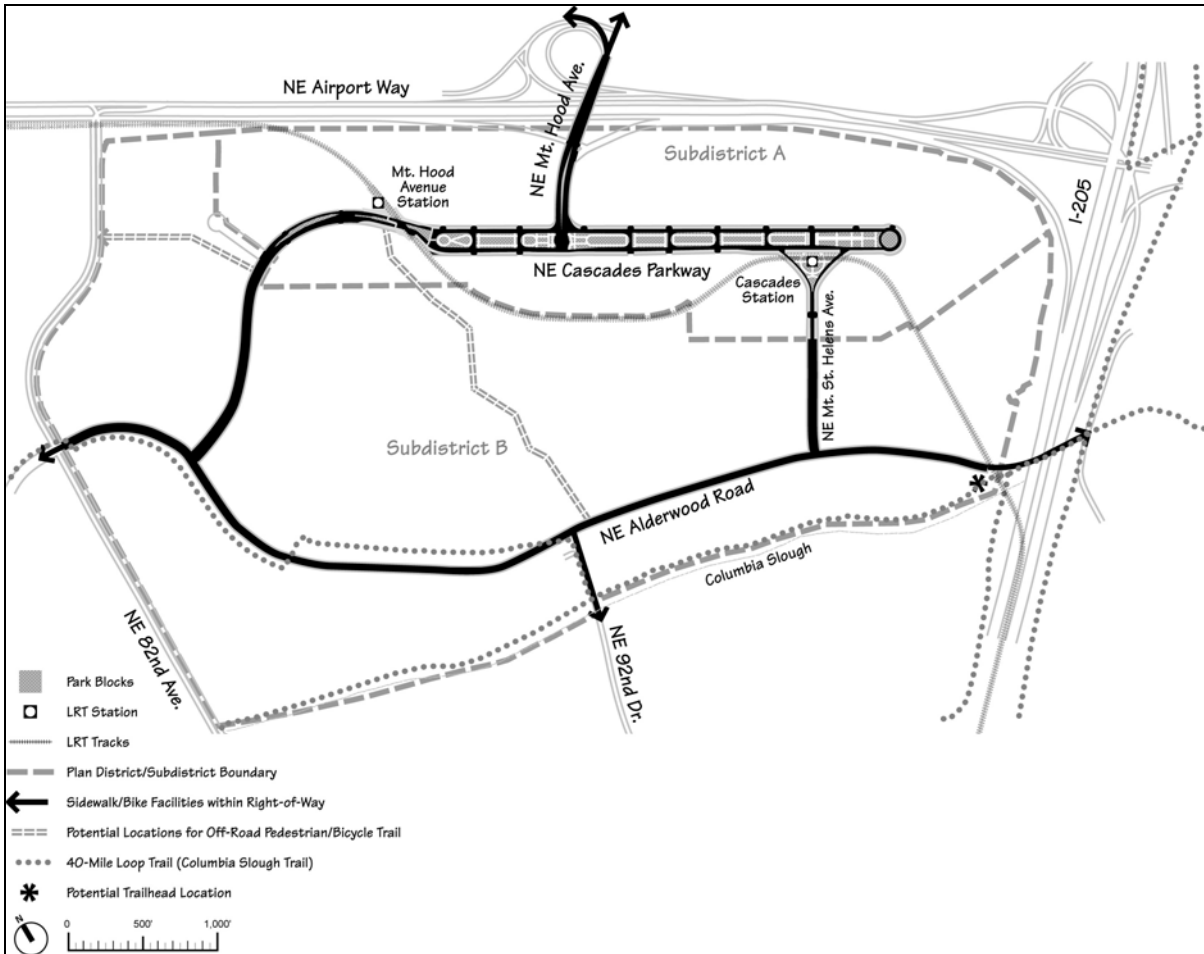 NE Airport Way
NE Mt. Hood Ave.
Subdistrict A
Mt. Hood
Avenue
Station
I-205
NE Cascades Parkway
Cascades
Station
NE Mt. St. Helens Ave.
Subdistrict B
NE Alderwood Road
Columbia Slough
NE 82nd Ave.
NE 92nd Dr.
Park Blocks
LRT Station
LRT Tracks
Plan District/Subdistrict Boundary
Sidewalk/Bike Facilities within Right-of-Way
Potential Locations for Off-Road Pedestrian/Bicycle Trail
40-Mile Loop Trail (Columbia Slough Trail)
Potential Trailhead Location
N
0 500' 1,000'